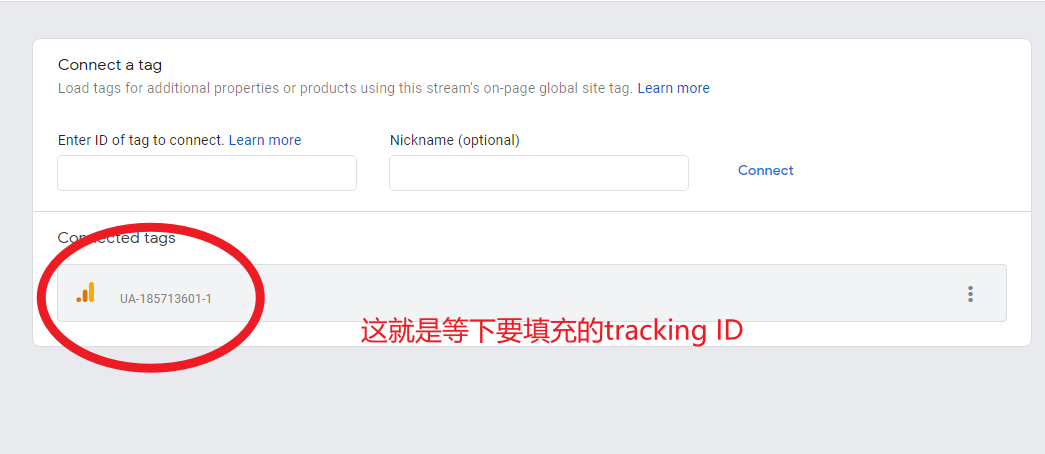 Connect a tag
Load tags for additional properties or products using this stream's on-page global site tag. Learn more
Enter ID of tag to connect. Learn more
Nickname (optional)
Connect
Connected tags
UA-185713601-1
这就是等下要填充的tracking ID